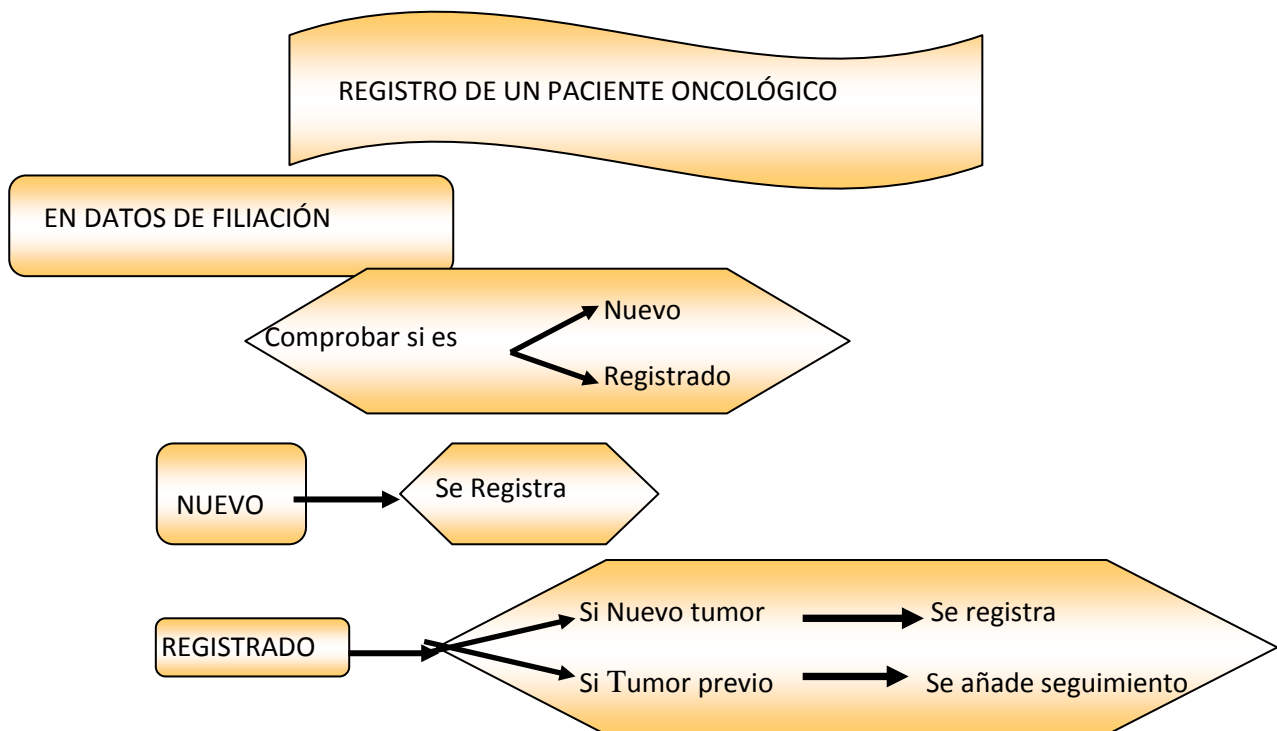 REGISTRO DE UN PACIENTE ONCOLÓGICO
EN DATOS DE FILIACIÓN
Comprobar si es
Nuevo
Registrado
NUEVO
Se Registra
REGISTRADO
Si Nuevo tumor
Se registra
Si Tumor previo
Se añade seguimiento